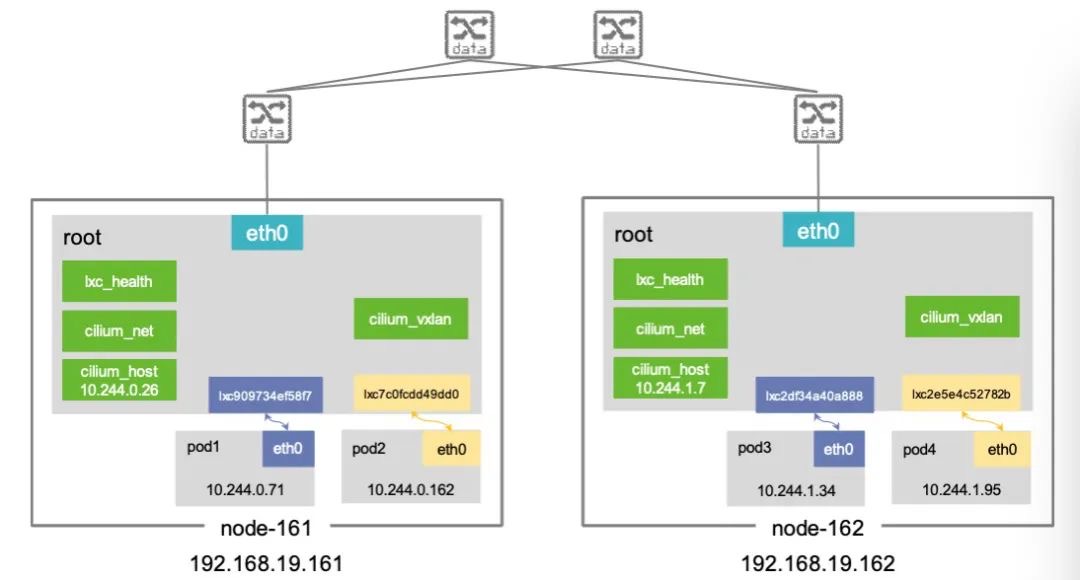 data
data
data
data
root
eth0
lxc_health
cilium_net
cilium_host
10.244.0.26
cilium_vxlan
lxc909734ef58f7
lxc7c0fcdd49dd0
pod1
eth0
10.244.0.71
pod2
eth0
10.244.0.162
node-161
192.168.19.161
root
eth0
lxc_health
cilium_net
cilium_host
10.244.1.7
cilium_vxlan
lxc2df34a40a888
lxc2e5e4c52782b
pod3
eth0
10.244.1.34
pod4
eth0
10.244.1.95
node-162
192.168.19.162